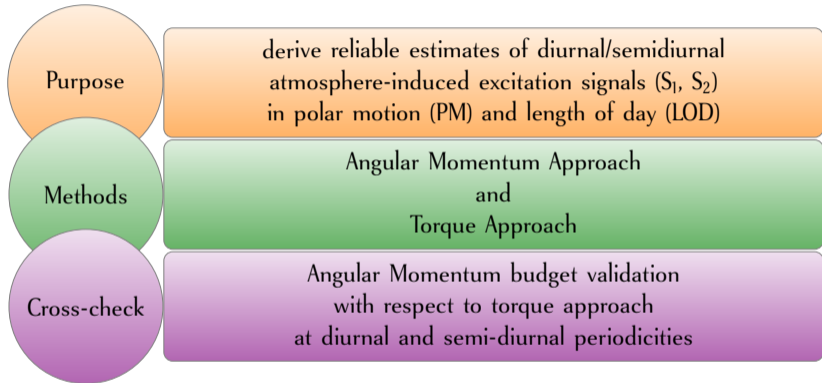 Purpose
derive reliable estimates of diurnal/semidiurnal
atmosphere-induced excitation signals (S₁, S₂)
in polar motion (PM) and length of day (LOD)
Methods
Angular Momentum Approach
and
Torque Approach
Cross-check
Angular Momentum budget validation
with respect to torque approach
at diurnal and semi-diurnal periodicities